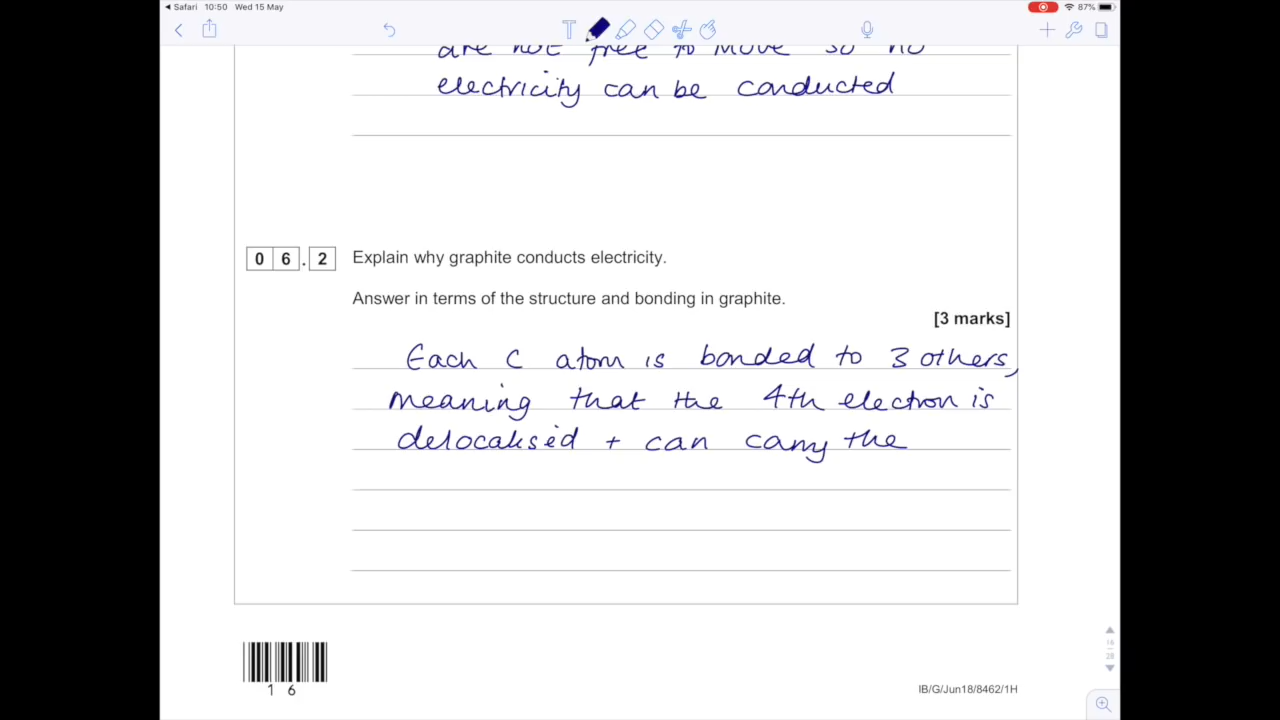 Safari 10:50 Wed 15 May 87%
T
are not free to move so no
electricity can be conducted
0 6 . 2 Explain why graphite conducts electricity.
Answer in terms of the structure and bonding in graphite.
[3 marks]
Each C atom is bonded to 3 others,
meaning that the 4th electron is
delocalised + can carry the
16
28
1 6
IB/G/Jun18/8462/1H